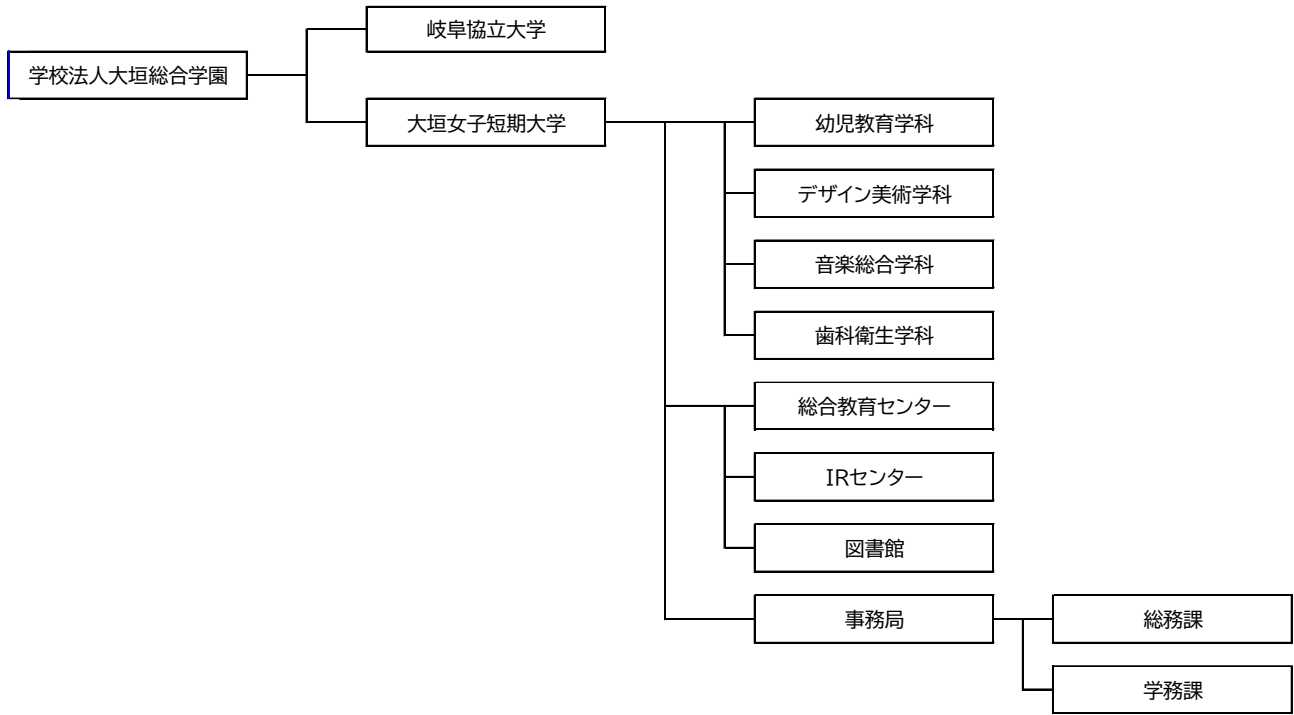 岐阜協立大学
学校法人大垣総合学園
大垣女子短期大学
幼児教育学科
デザイン美術学科
音楽総合学科
歯科衛生学科
総合教育センター
IRセンター
図書館
事務局
総務課
学務課